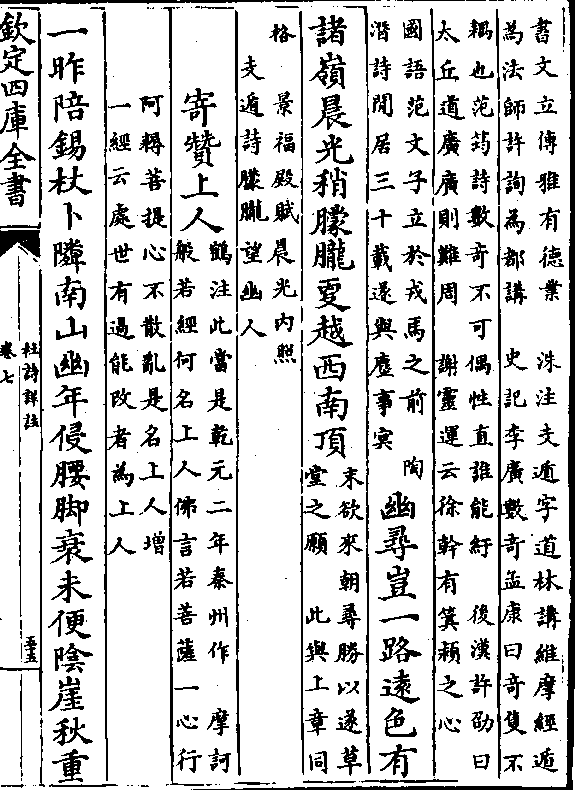 書文立傳雅有德業　洙注支遁字道林講維摩經遁
為法師許詢為都講　史記李廣數奇孟康曰奇隻不
耦也范筠詩數奇不可偶性直誰能紆　後漢許劭曰
太丘道廣廣則難周　謝靈運云徐幹有箕潁之心
國語范文子立於戎馬之前　陶
潛詩閒居三十載遂與塵事冥
幽尋豈一路遠色有
諸嶺晨光稍朦朧更越西南頂
末欲來朝尋勝以遂草
堂之願　此與上章同
格　景福殿賦晨光内照
支遁詩朦朧望幽人
寄贊上人
鶴注此當是乾元二年秦州作　摩訶
般若經何名上人佛言若菩薩一心行
阿耨菩提心不散亂是名上人増
一經云處世有過能改者為上人
一昨陪錫杖卜隣南山幽年侵腰脚衰未便陰崖秋重
欽定四庫全書
杜詩詳註
卷七